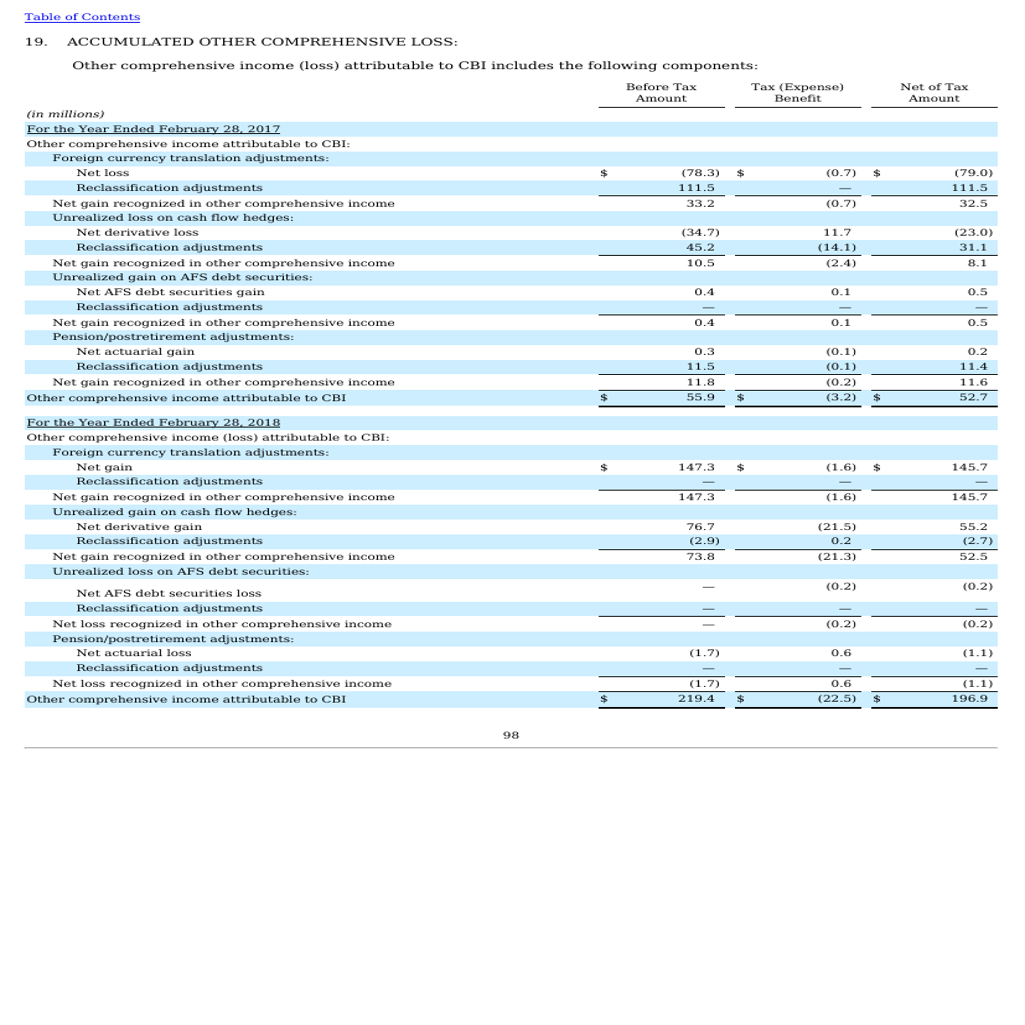 Table of Contents
19. ACCUMULATED OTHER COMPREHENSIVE LOSS:
Other comprehensive income (loss) attributable to CBI includes the following components:
Before Tax Amount Tax (Expense) Benefit Net of Tax Amount
(in millions)
For the Year Ended February 28, 2017
Other comprehensive income attributable to CBI:
Foreign currency translation adjustments:
Net loss $ (78.3) $ (0.7) $ (79.0)
Reclassification adjustments 111.5 — 111.5
Net gain recognized in other comprehensive income 33.2 (0.7) 32.5
Unrealized loss on cash flow hedges:
Net derivative loss (34.7) 11.7 (23.0)
Reclassification adjustments 45.2 (14.1) 31.1
Net gain recognized in other comprehensive income 10.5 (2.4) 8.1
Unrealized gain on AFS debt securities:
Net AFS debt securities gain 0.4 0.1 0.5
Reclassification adjustments — — —
Net gain recognized in other comprehensive income 0.4 0.1 0.5
Pension/postretirement adjustments:
Net actuarial gain 0.3 (0.1) 0.2
Reclassification adjustments 11.5 (0.1) 11.4
Net gain recognized in other comprehensive income 11.8 (0.2) 11.6
Other comprehensive income attributable to CBI $ 55.9 $ (3.2) $ 52.7
For the Year Ended February 28, 2018
Other comprehensive income (loss) attributable to CBI:
Foreign currency translation adjustments:
Net gain $ 147.3 $ (1.6) $ 145.7
Reclassification adjustments — — —
Net gain recognized in other comprehensive income 147.3 (1.6) 145.7
Unrealized gain on cash flow hedges:
Net derivative gain 76.7 (21.5) 55.2
Reclassification adjustments (2.9) 0.2 (2.7)
Net gain recognized in other comprehensive income 73.8 (21.3) 52.5
Unrealized loss on AFS debt securities:
Net AFS debt securities loss — (0.2) (0.2)
Reclassification adjustments — — —
Net loss recognized in other comprehensive income — (0.2) (0.2)
Pension/postretirement adjustments:
Net actuarial loss (1.7) 0.6 (1.1)
Reclassification adjustments — — —
Net loss recognized in other comprehensive income (1.7) 0.6 (1.1)
Other comprehensive income attributable to CBI $ 219.4 $ (22.5) $ 196.9
98